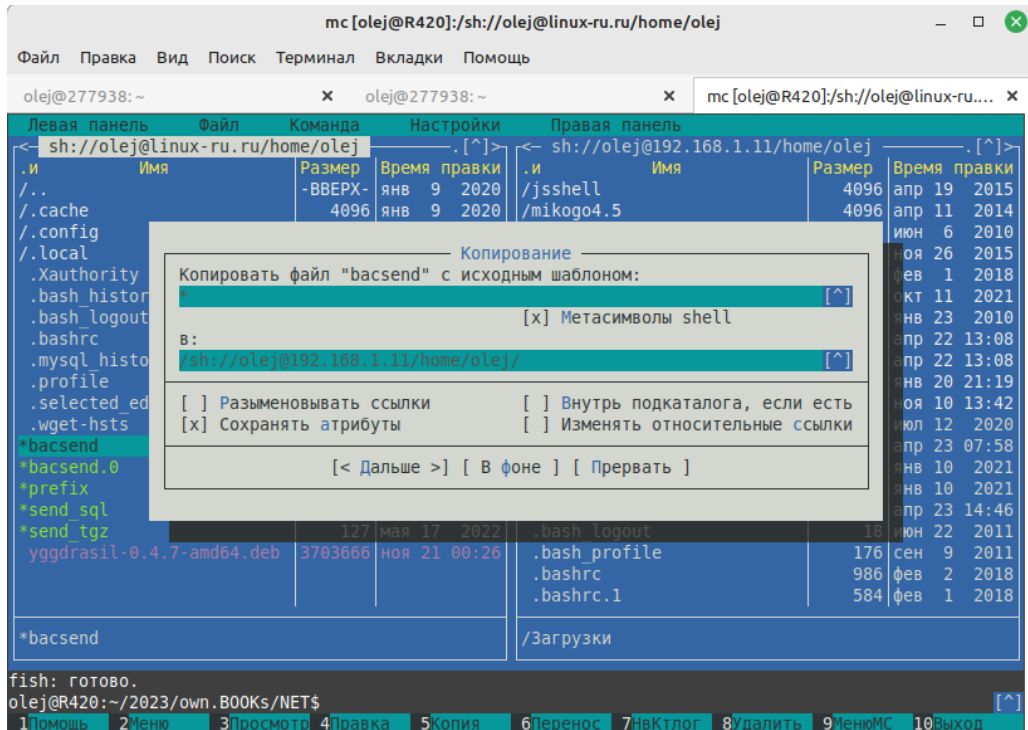 mc [olej@R420]:/sh://olej@linux-ru.ru/home/olej
Файл Правка Вид Поиск Терминал Вкладки Помощь
olej@277938: ~ × olej@277938: ~ × mc [olej@R420]:/sh://olej@linux-ru.… ×
Левая панель Файл Команда Настройки Правая панель
<— sh://olej@linux-ru.ru/home/olej .[^]> <— sh://olej@192.168.1.11/home/olej .[^]>
.и Имя Размер Время правки .и Имя Размер Время правки
/.. -ВВЕРХ- янв 9 2020 /jsshell 4096 апр 19 2015
/.cache 4096 янв 9 2020 /mikogo4.5 4096 апр 11 2014
/.config июн 6 2010
/.local Копирование ноя 26 2015
.Xauthority Копировать файл "bacsend" с исходным шаблоном: фев 1 2018
.bash_histor * [^] окт 11 2021
.bash_logout [x] Метасимволы shell янв 23 2010
.bashrc в: апр 22 13:08
.mysql_histo /sh://olej@192.168.1.11/home/olej/ [^] апр 22 13:08
.profile янв 20 21:19
.selected_ed [ ] Разыменовывать ссылки [ ] Внутрь подкаталога, если есть ноя 10 13:42
.wget-hsts [x] Сохранять атрибуты [ ] Изменять относительные ссылки июл 12 2020
*bacsend апр 23 07:58
*bacsend.0 [< Дальше >] [ В фоне ] [ Прервать ] янв 10 2021
*prefix янв 10 2021
*send_sql апр 23 14:46
*send_tgz 127 мая 17 2022 .bash_logout 18 июн 22 2011
yggdrasil-0.4.7-amd64.deb 3703666 ноя 21 00:26 .bash_profile 176 сен 9 2011
.bashrc 986 фев 2 2018
.bashrc.1 584 фев 1 2018
*bacsend /Загрузки
fish: готово.
olej@R420:~/2023/own.BOOKs/NET$ [^]
1Помощь 2Меню 3Просмотр 4Правка 5Копия 6Перенос 7НвКтлог 8Удалить 9МенюMC 10Выход